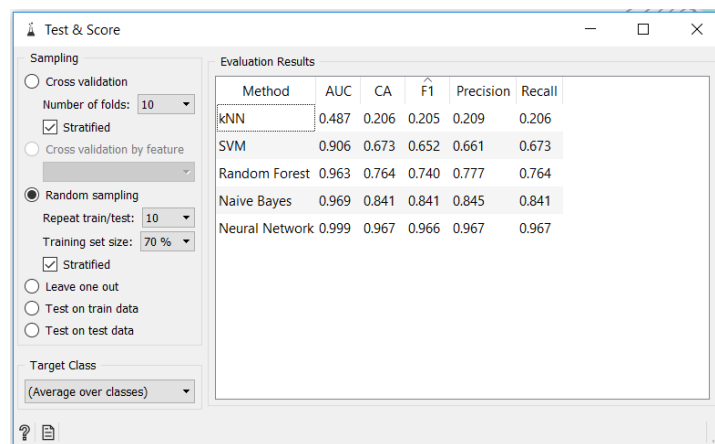 Test & Score
Sampling
Cross validation
Number of folds: 10
Stratified
Cross validation by feature
Random sampling
Repeat train/test: 10
Training set size: 70 %
Stratified
Leave one out
Test on train data
Test on test data
Target Class
(Average over classes)
Evaluation Results
Method AUC CA F1 Precision Recall
kNN 0.487 0.206 0.205 0.209 0.206
SVM 0.906 0.673 0.652 0.661 0.673
Random Forest 0.963 0.764 0.740 0.777 0.764
Naive Bayes 0.969 0.841 0.841 0.845 0.841
Neural Network 0.999 0.967 0.966 0.967 0.967
?